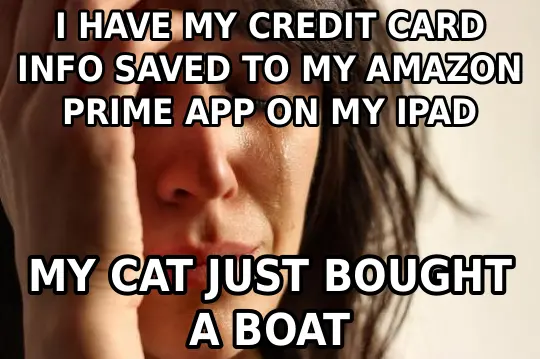 I HAVE MY CREDIT CARD
INFO SAVED TO MY AMAZON
PRIME APP ON MY IPAD
MY CAT JUST BOUGHT
A BOAT